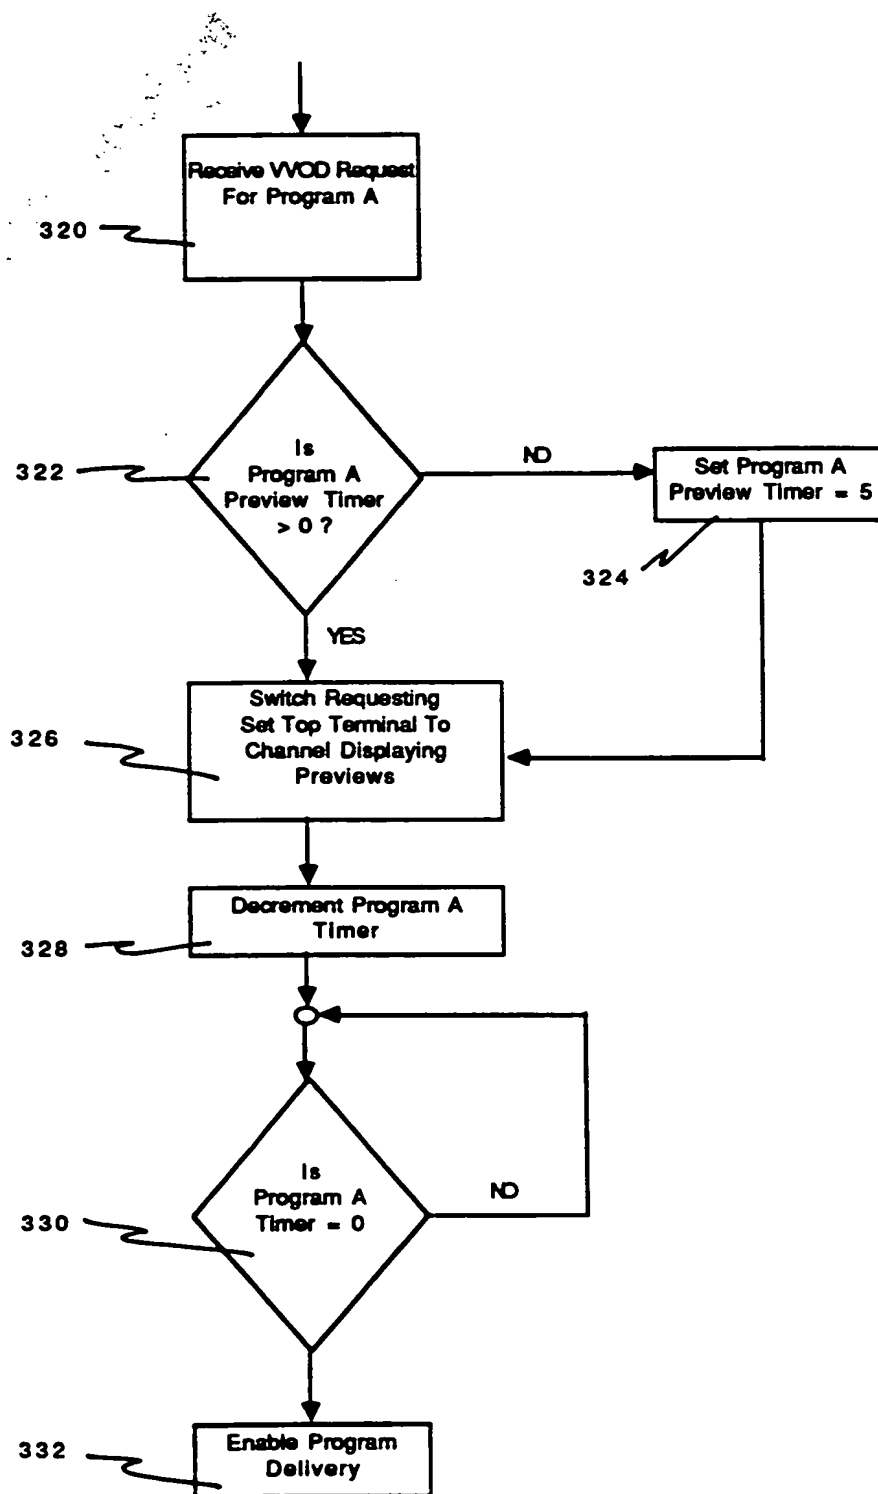 Receive VVOD Request
For Program A
320
Is
Program A
Preview Timer
> 0 ?
322
NO
Set Program A
Preview Timer = 5
324
YES
Switch Requesting
Set Top Terminal To
Channel Displaying
Previews
326
Decrement Program A
Timer
328
Is
Program A
Timer = 0
NO
330
Enable Program
Delivery
332